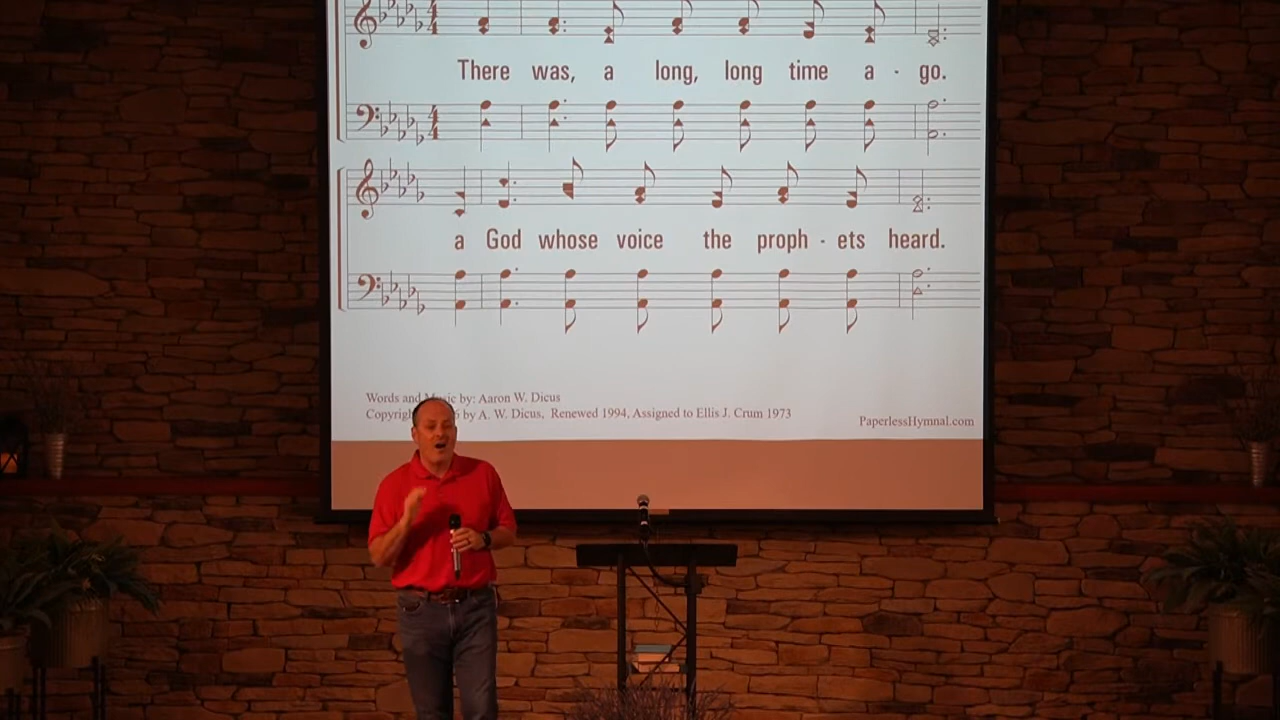 There was, a long, long time a - go.
a God whose voice the proph - ets heard.
Words and by: Aaron W. Dicus
by A. W. Dicus, Renewed 1994, Assigned to Ellis J. Crum 1973
PaperlessHymnal.com